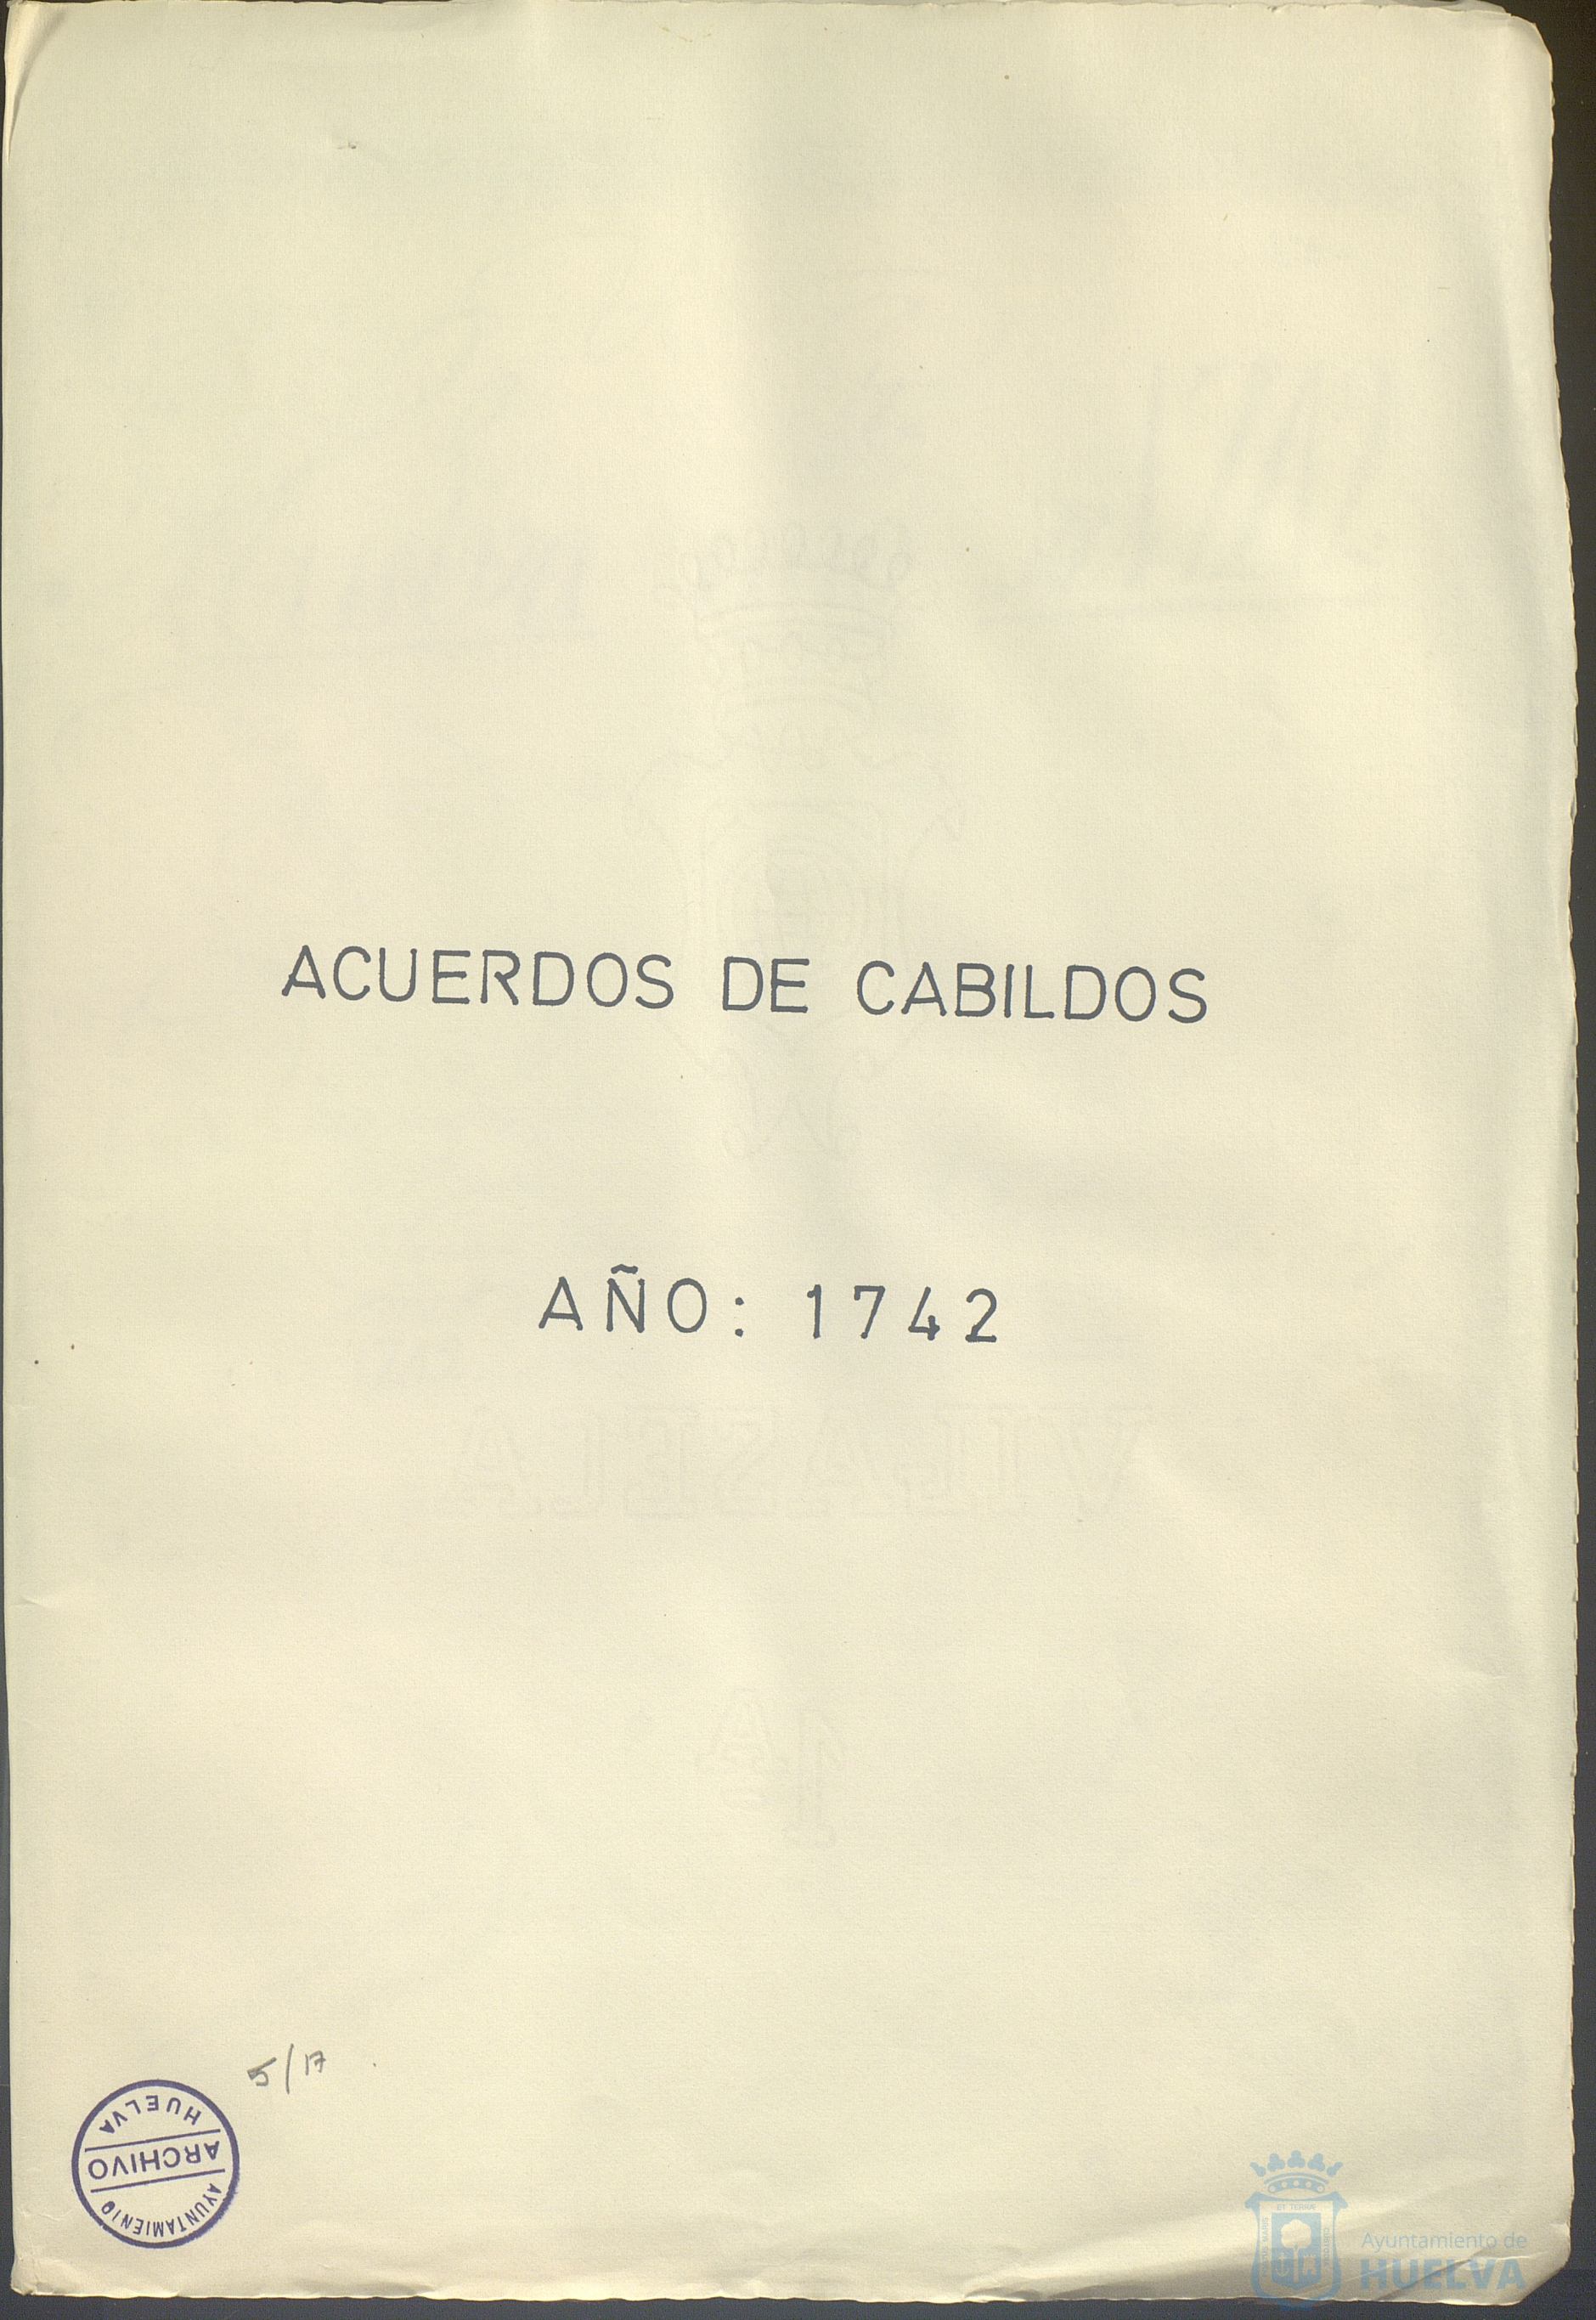 ACUERDOS DE CABILDOS
AÑO: 1742
5/17
AYUNTAMIENTO
ARCHIVO
HUELVA
Ayuntamiento de
HUELVA